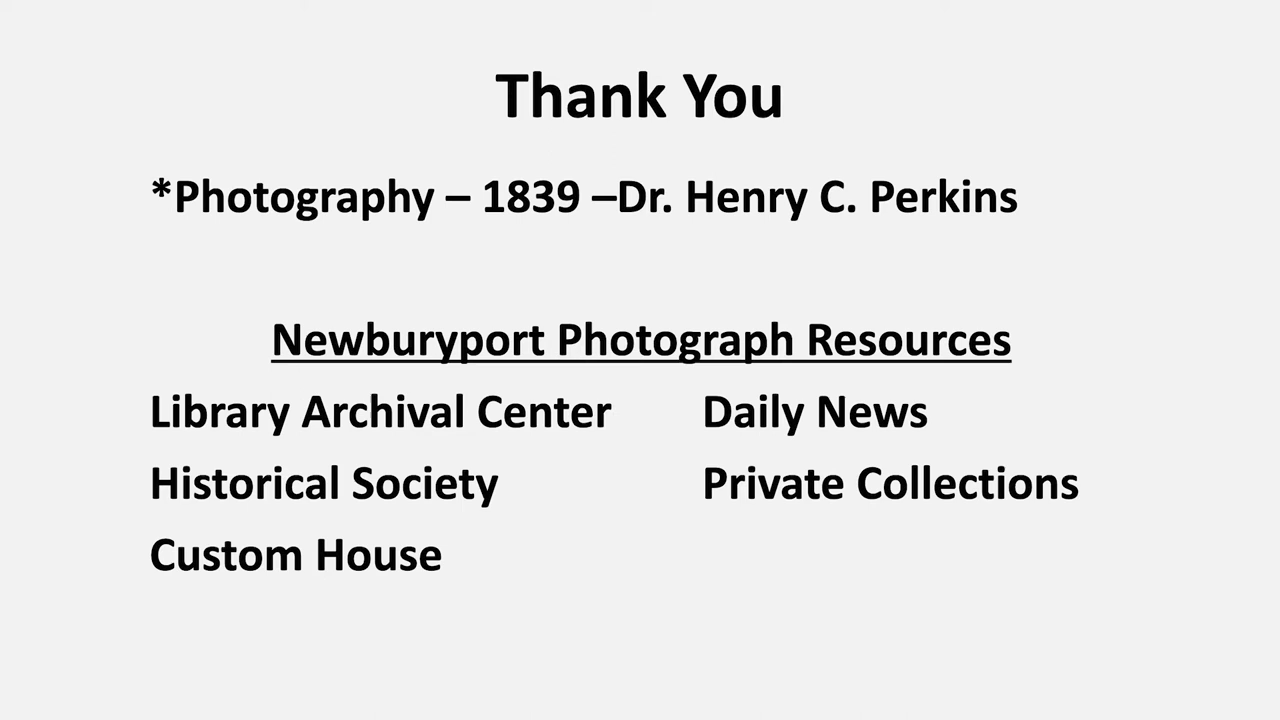 Thank You
*Photography – 1839 –Dr. Henry C. Perkins
Newburyport Photograph Resources
Library Archival Center Daily News
Historical Society Private Collections
Custom House